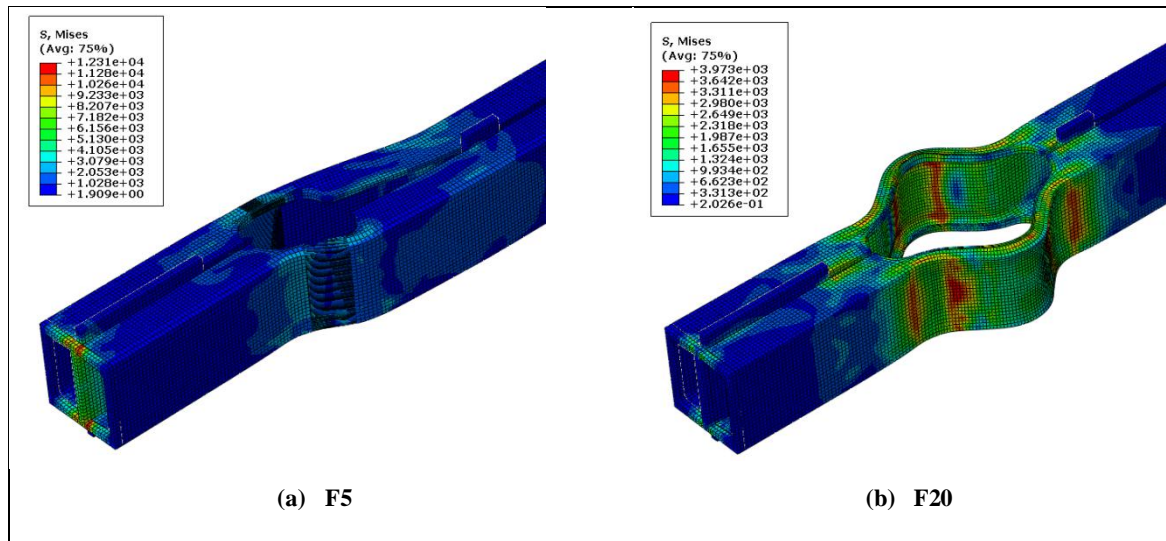 S, Mises
(Avg: 75%)
+1.231e+04
+1.128e+04
+1.026e+04
+9.233e+03
+8.207e+03
+7.182e+03
+6.156e+03
+5.130e+03
+4.105e+03
+3.079e+03
+2.053e+03
+1.028e+03
+1.909e+00
S, Mises
(Avg: 75%)
+3.973e+03
+3.642e+03
+3.311e+03
+2.980e+03
+2.649e+03
+2.318e+03
+1.987e+03
+1.655e+03
+1.324e+03
+9.934e+02
+6.623e+02
+3.313e+02
+2.026e-01
(a) F5
(b) F20